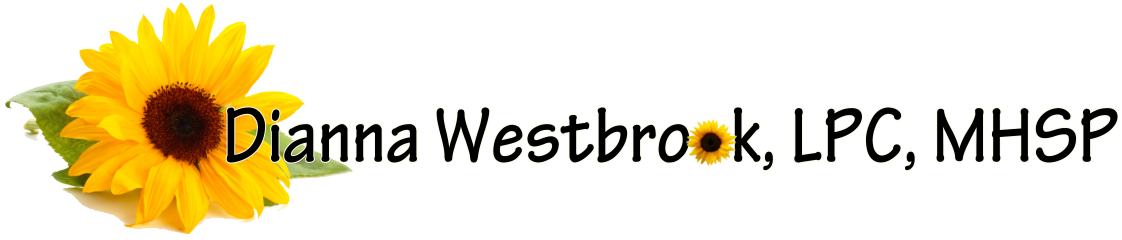 Dianna Westbrook, LPC, MHSP